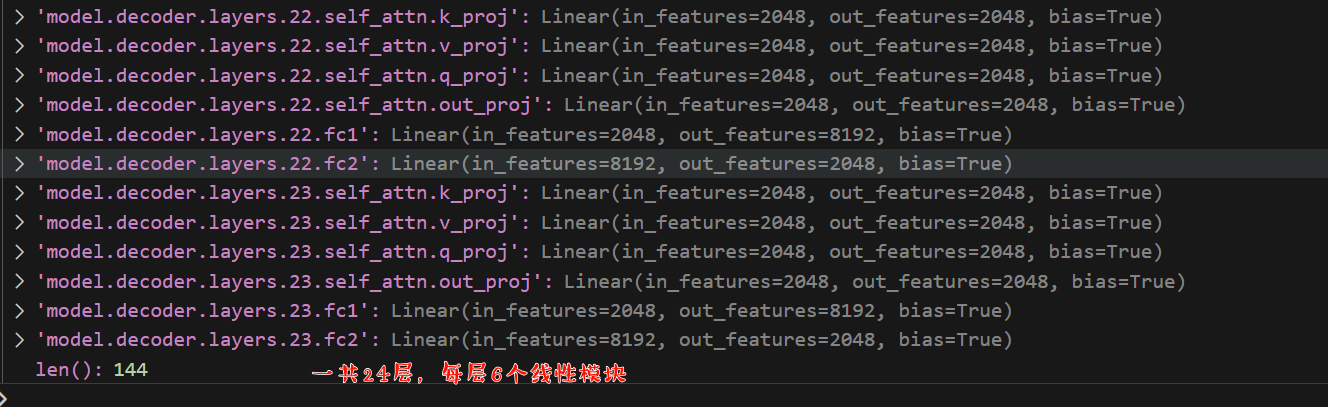 > 'model.decoder.layers.22.self_attn.k_proj': Linear(in_features=2048, out_features=2048, bias=True)
> 'model.decoder.layers.22.self_attn.v_proj': Linear(in_features=2048, out_features=2048, bias=True)
> 'model.decoder.layers.22.self_attn.q_proj': Linear(in_features=2048, out_features=2048, bias=True)
> 'model.decoder.layers.22.self_attn.out_proj': Linear(in_features=2048, out_features=2048, bias=True)
> 'model.decoder.layers.22.fc1': Linear(in_features=2048, out_features=8192, bias=True)
> 'model.decoder.layers.22.fc2': Linear(in_features=8192, out_features=2048, bias=True)
> 'model.decoder.layers.23.self_attn.k_proj': Linear(in_features=2048, out_features=2048, bias=True)
> 'model.decoder.layers.23.self_attn.v_proj': Linear(in_features=2048, out_features=2048, bias=True)
> 'model.decoder.layers.23.self_attn.q_proj': Linear(in_features=2048, out_features=2048, bias=True)
> 'model.decoder.layers.23.self_attn.out_proj': Linear(in_features=2048, out_features=2048, bias=True)
> 'model.decoder.layers.23.fc1': Linear(in_features=2048, out_features=8192, bias=True)
> 'model.decoder.layers.23.fc2': Linear(in_features=8192, out_features=2048, bias=True)
len(): 144 一共24层，每层6个线性模块